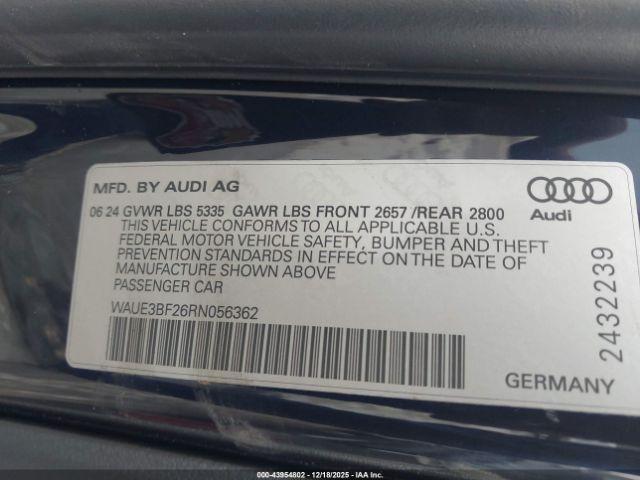 MFD. BY AUDI AG
06 24 GVWR LBS 5335 GAWR LBS FRONT 2657 /REAR 2800
THIS VEHICLE CONFORMS TO ALL APPLICABLE U.S.
FEDERAL MOTOR VEHICLE SAFETY, BUMPER AND THEFT
PREVENTION STANDARDS IN EFFECT ON THE DATE OF
MANUFACTURE SHOWN ABOVE
PASSENGER CAR
WAUE3BF26RN056362
Audi
2432239
GERMANY
000-43954802 - 12/18/2025 - IAA Inc.